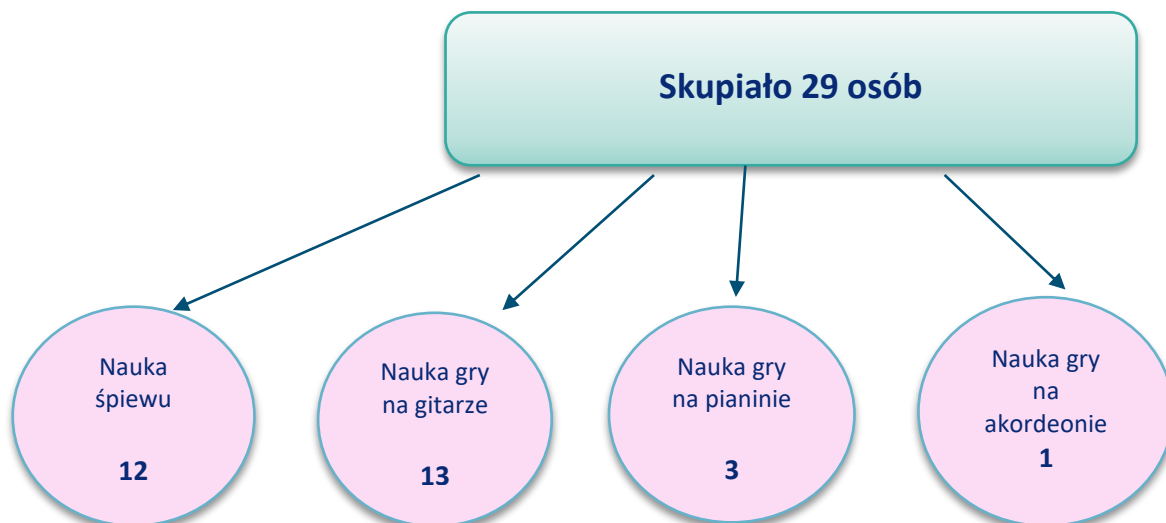 Skupiało 29 osób
Nauka
śpiewu
12
Nauka gry
na gitarze
13
Nauka gry
na pianinie
3
Nauka gry
na
akordeonie
1